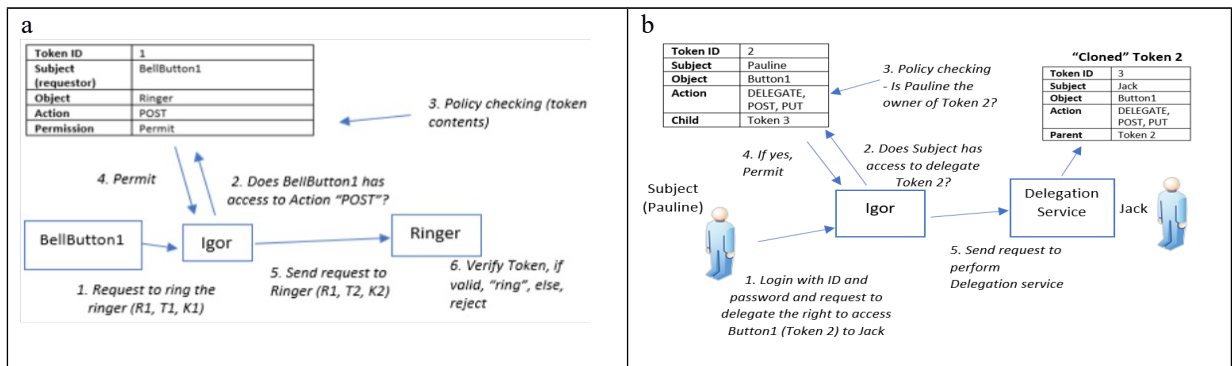 a
Token ID 1
Subject (requestor) BellButton1
Object Ringer
Action POST
Permission Permit
3. Policy checking (token
contents)
4. Permit
2. Does BellButton1 has
access to Action "POST"?
BellButton1
Igor
Ringer
1. Request to ring the
ringer (R1, T1, K1)
5. Send request to
Ringer (R1, T2, K2)
6. Verify Token, if
valid, "ring", else,
reject
b
Token ID 2
Subject Pauline
Object Button1
Action DELEGATE,
POST, PUT
Child Token 3
3. Policy checking
- Is Pauline the
owner of Token 2?
"Cloned" Token 2
Token ID 3
Subject Jack
Object Button1
Action DELEGATE,
POST, PUT
Parent Token 2
4. If yes,
Permit
2. Does Subject has
access to delegate
Token 2?
Subject
(Pauline)
Igor
Delegation
Service
Jack
1. Login with ID and
password and request to
delegate the right to access
Button1 (Token 2) to Jack
5. Send request to
perform
Delegation service